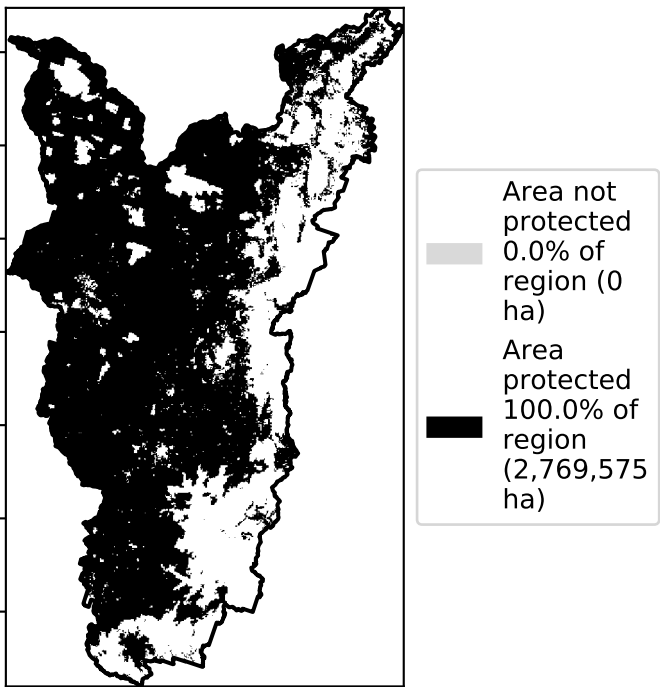 Area not
protected
0.0% of
region (0
ha)
Area
protected
100.0% of
region
(2,769,575
ha)